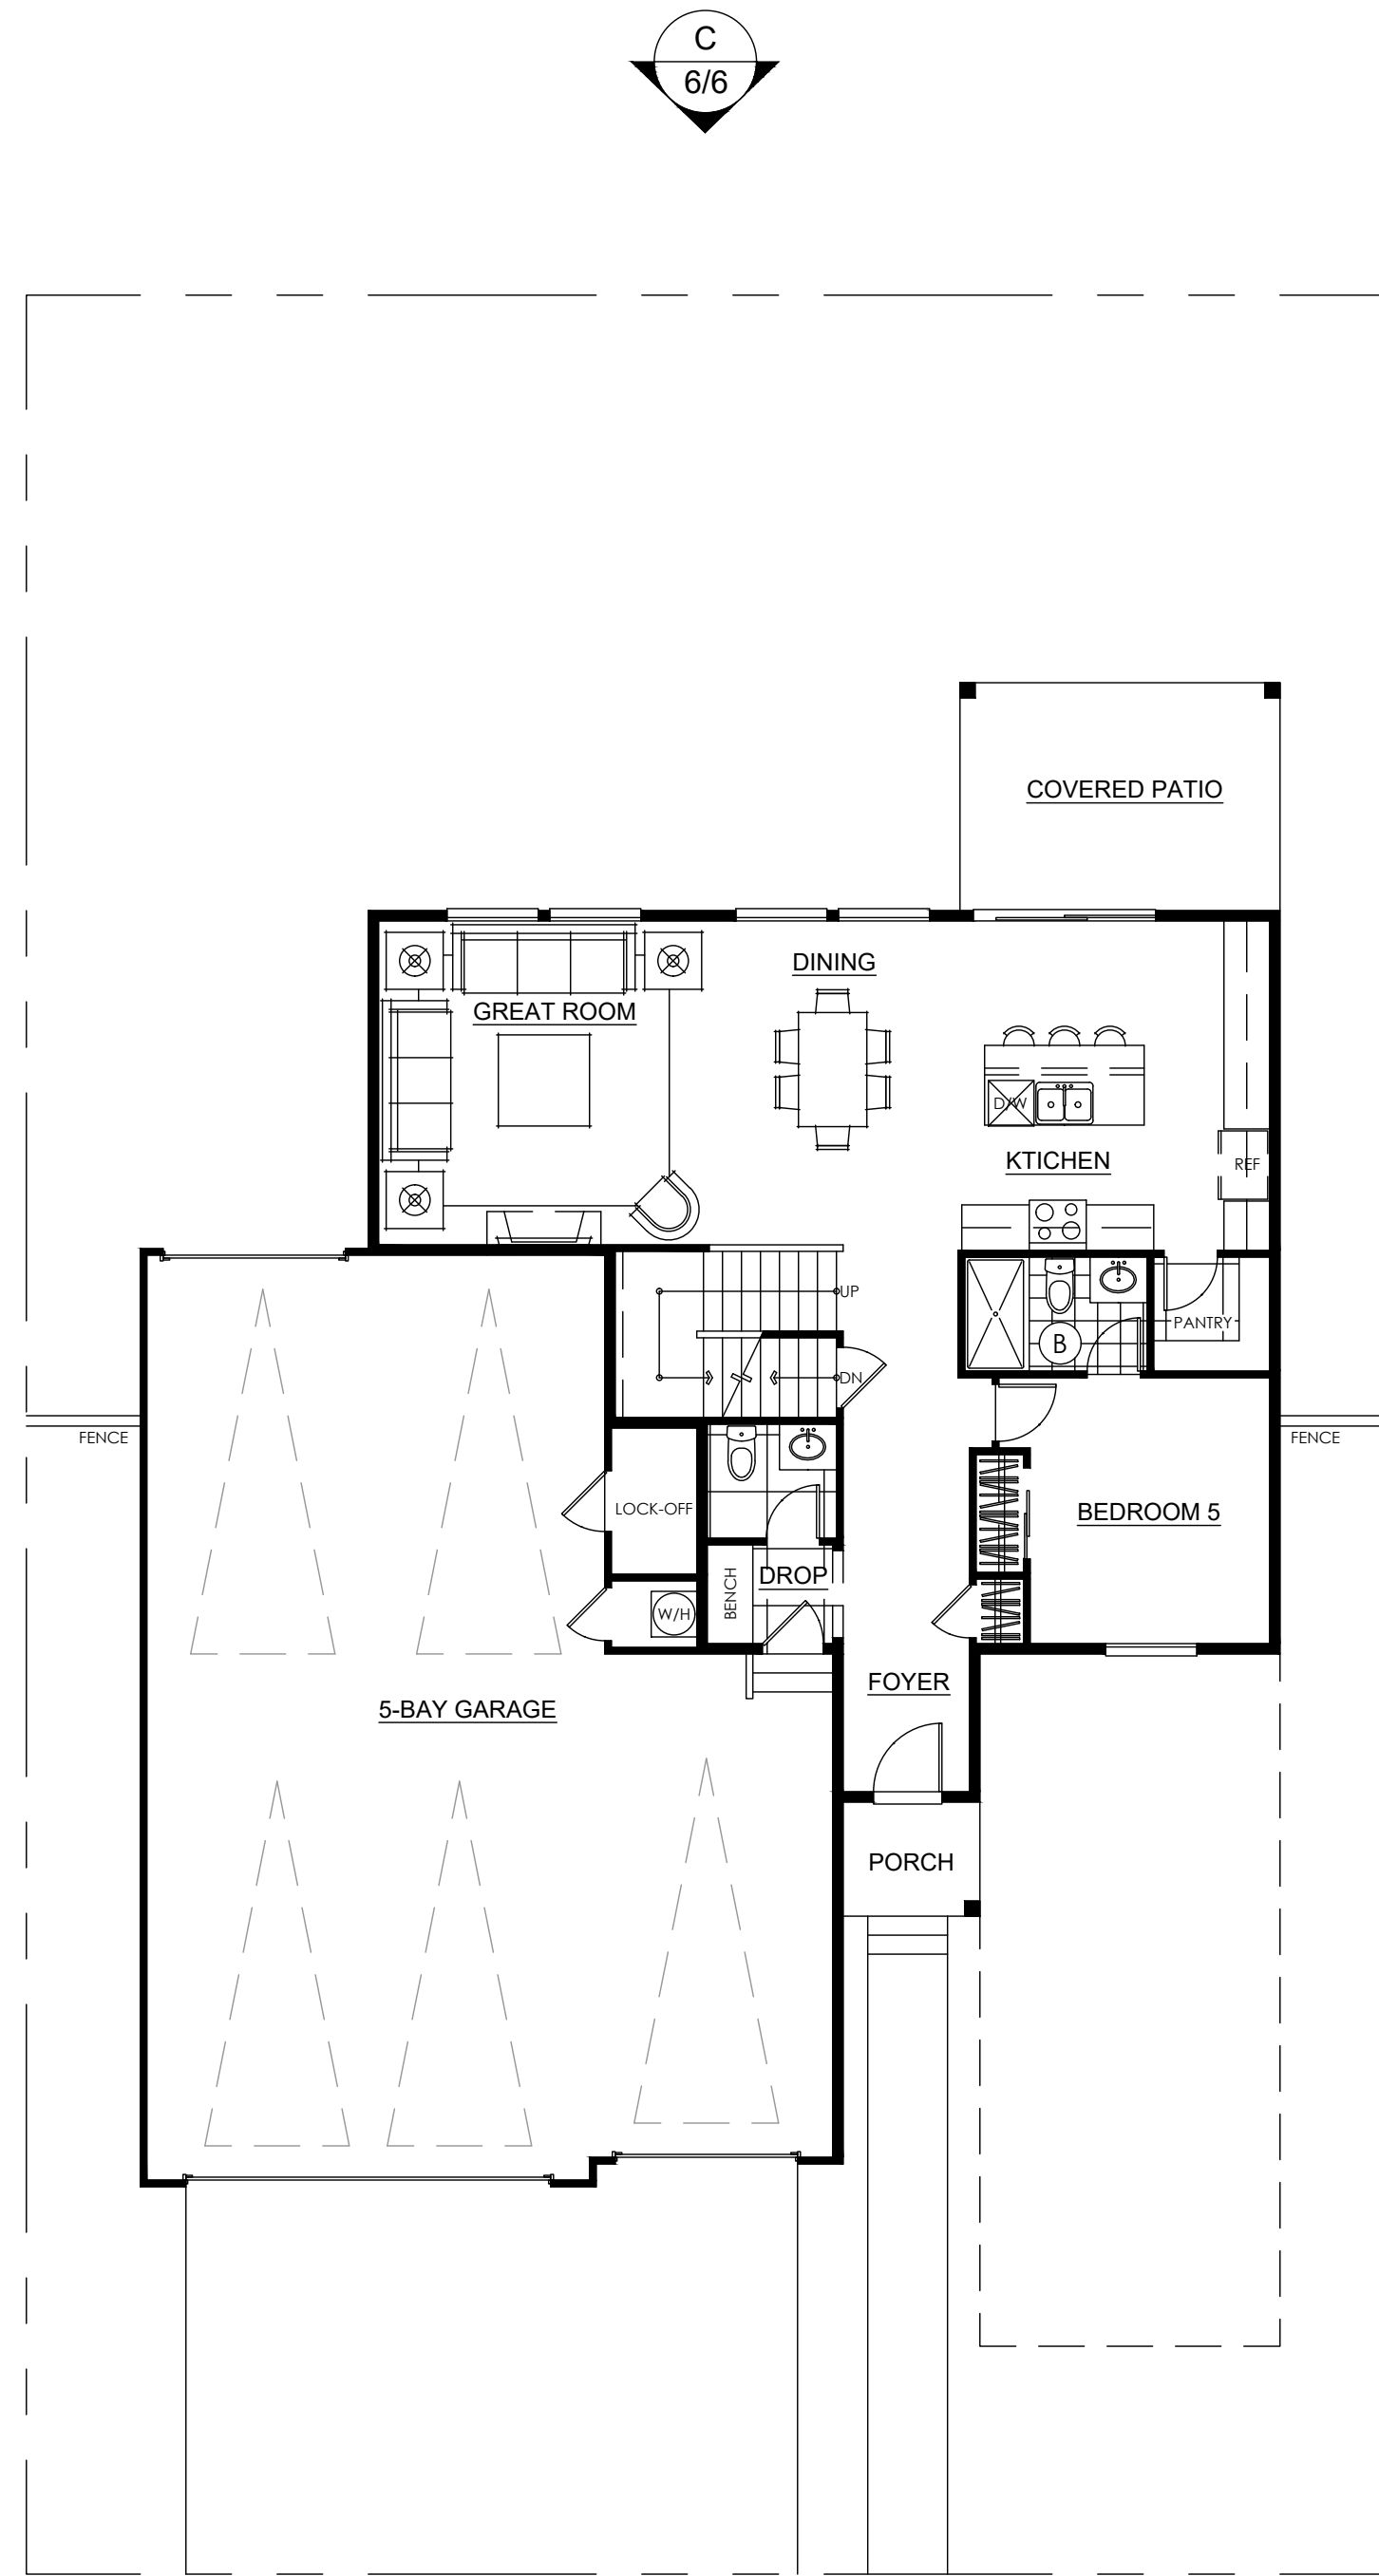 C
6/6
COVERED PATIO
DINING
GREAT ROOM
D/W
KTICHEN
REF
UP
PANTRY
B
DN
FENCE
FENCE
LOCK-OFF
BEDROOM 5
DROP
BENCH
W/H
FOYER
5-BAY GARAGE
PORCH